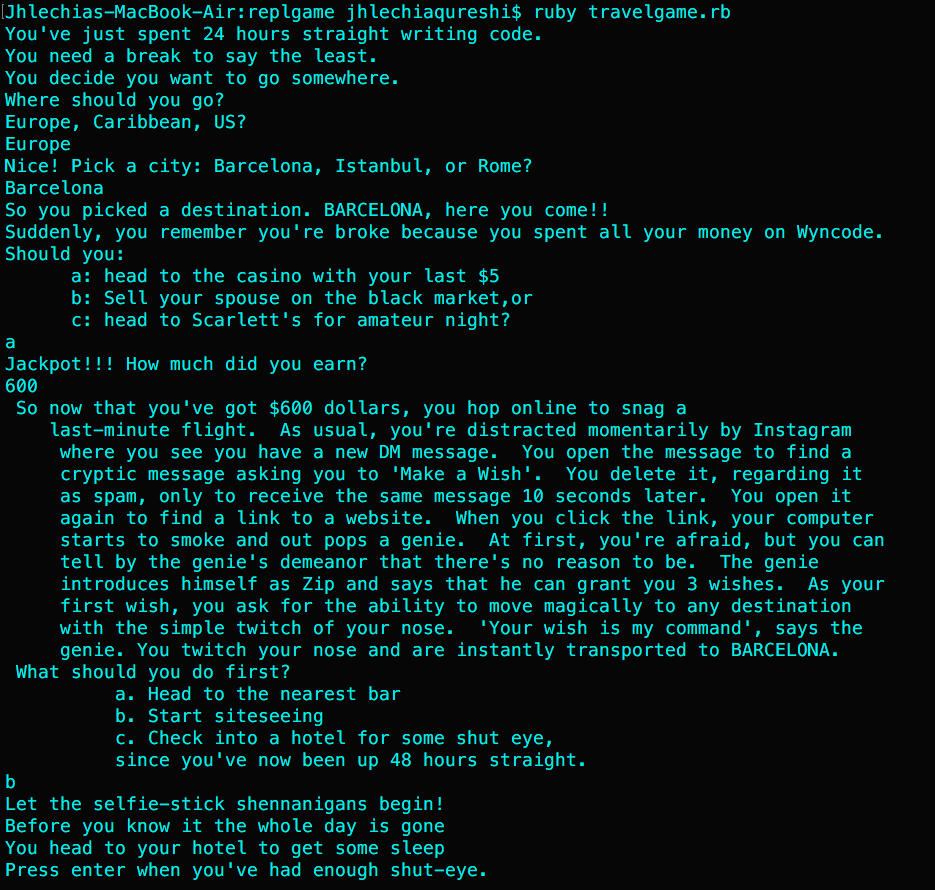 Jhlechias-MacBook-Air:replgame jhlechiaqureshi$ ruby travelgame.rb
You've just spent 24 hours straight writing code.
You need a break to say the least.
You decide you want to go somewhere.
Where should you go?
Europe, Caribbean, US?
Europe
Nice! Pick a city: Barcelona, Istanbul, or Rome?
Barcelona
So you picked a destination. BARCELONA, here you come!!
Suddenly, you remember you're broke because you spent all your money on Wyncode.
Should you:
a: head to the casino with your last $5
b: Sell your spouse on the black market,or
c: head to Scarlett's for amateur night?
a
Jackpot!!! How much did you earn?
600
So now that you've got $600 dollars, you hop online to snag a
last-minute flight.  As usual, you're distracted momentarily by Instagram
where you see you have a new DM message.  You open the message to find a
cryptic message asking you to 'Make a Wish'.  You delete it, regarding it
as spam, only to receive the same message 10 seconds later.  You open it
again to find a link to a website.  When you click the link, your computer
starts to smoke and out pops a genie.  At first, you're afraid, but you can
tell by the genie's demeanor that there's no reason to be.  The genie
introduces himself as Zip and says that he can grant you 3 wishes.  As your
first wish, you ask for the ability to move magically to any destination
with the simple twitch of your nose.  'Your wish is my command', says the
genie. You twitch your nose and are instantly transported to BARCELONA.
What should you do first?
a. Head to the nearest bar
b. Start siteseeing
c. Check into a hotel for some shut eye,
since you've now been up 48 hours straight.
b
Let the selfie-stick shennanigans begin!
Before you know it the whole day is gone
You head to your hotel to get some sleep
Press enter when you've had enough shut-eye.